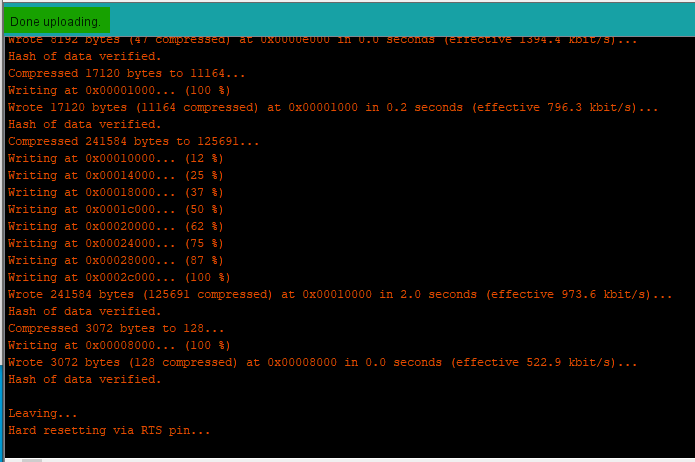 Done uploading.
Wrote 8192 bytes (47 compressed) at 0x0000e000 in 0.0 seconds (effective 1394.4 kbit/s)...
Hash of data verified.
Compressed 17120 bytes to 11164...
Writing at 0x00001000... (100 %)
Wrote 17120 bytes (11164 compressed) at 0x00001000 in 0.2 seconds (effective 796.3 kbit/s)...
Hash of data verified.
Compressed 241584 bytes to 125691...
Writing at 0x00010000... (12 %)
Writing at 0x00014000... (25 %)
Writing at 0x00018000... (37 %)
Writing at 0x0001c000... (50 %)
Writing at 0x00020000... (62 %)
Writing at 0x00024000... (75 %)
Writing at 0x00028000... (87 %)
Writing at 0x0002c000... (100 %)
Wrote 241584 bytes (125691 compressed) at 0x00010000 in 2.0 seconds (effective 973.6 kbit/s)...
Hash of data verified.
Compressed 3072 bytes to 128...
Writing at 0x00008000... (100 %)
Wrote 3072 bytes (128 compressed) at 0x00008000 in 0.0 seconds (effective 522.9 kbit/s)...
Hash of data verified.
Leaving...
Hard resetting via RTS pin...